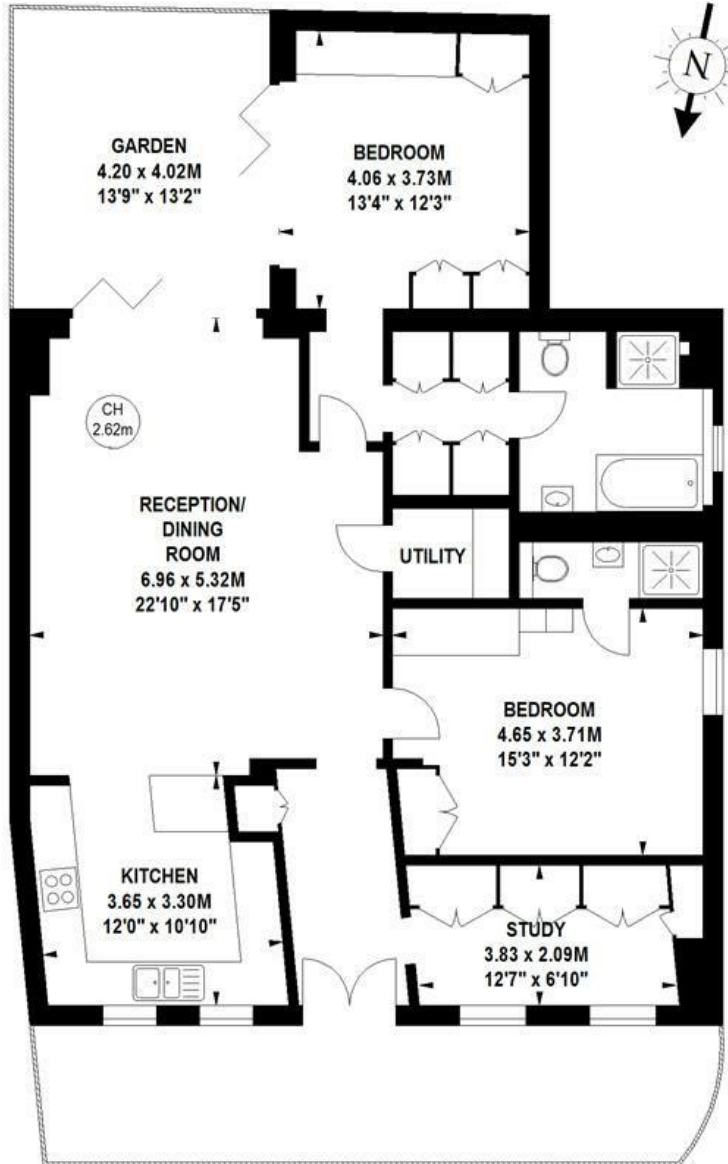 N
GARDEN
4.20 x 4.02M
13'9" x 13'2"
BEDROOM
4.06 x 3.73M
13'4" x 12'3"
CH
2.62m
RECEPTION/
DINING
ROOM
6.96 x 5.32M
22'10" x 17'5"
UTILITY
BEDROOM
4.65 x 3.71M
15'3" x 12'2"
KITCHEN
3.65 x 3.30M
12'0" x 10'10"
STUDY
3.83 x 2.09M
12'7" x 6'10"